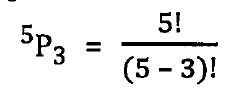 ⁵P₃ = 5! / (5 – 3)!